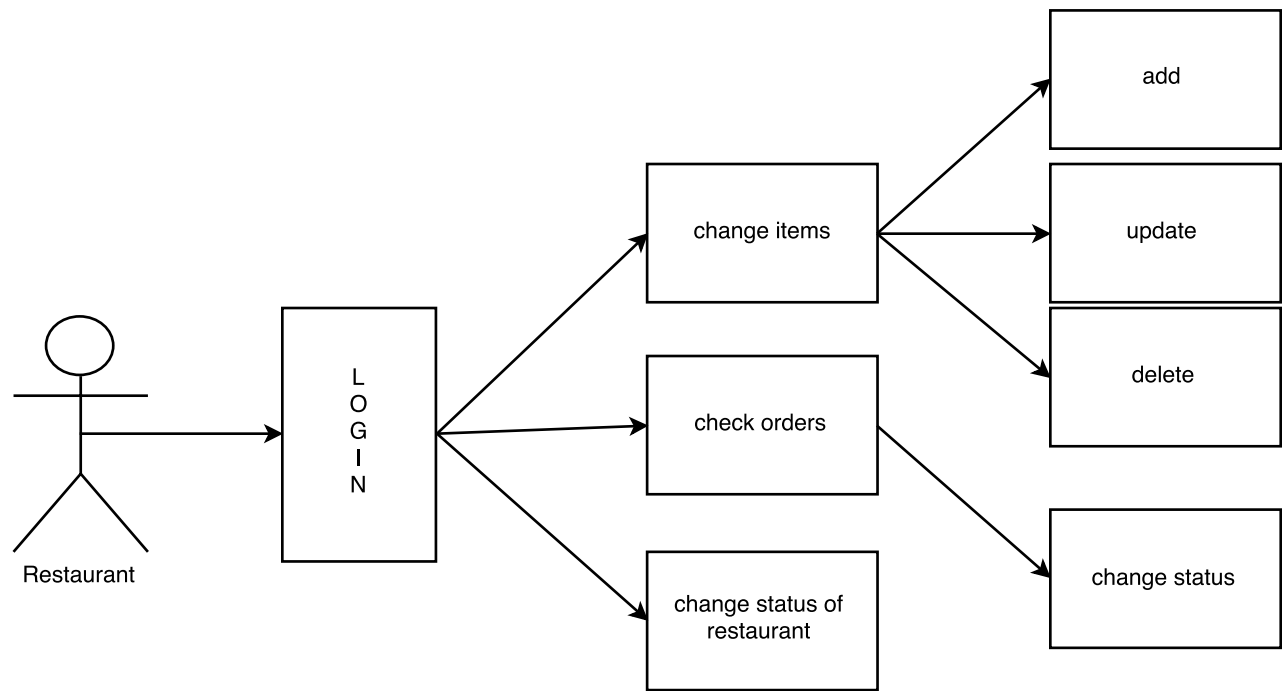 add
change items
update
L
O
G
I
N
delete
check orders
Restaurant
change status
change status of
restaurant